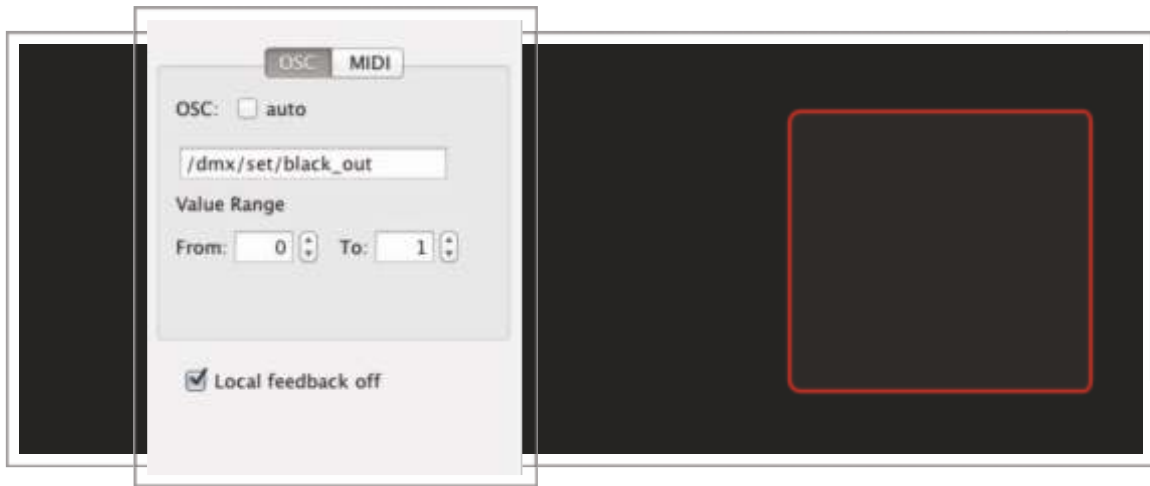 OSC MIDI
OSC: auto
/dmx/set/black_out
Value Range
From: 0 To: 1
Local feedback off